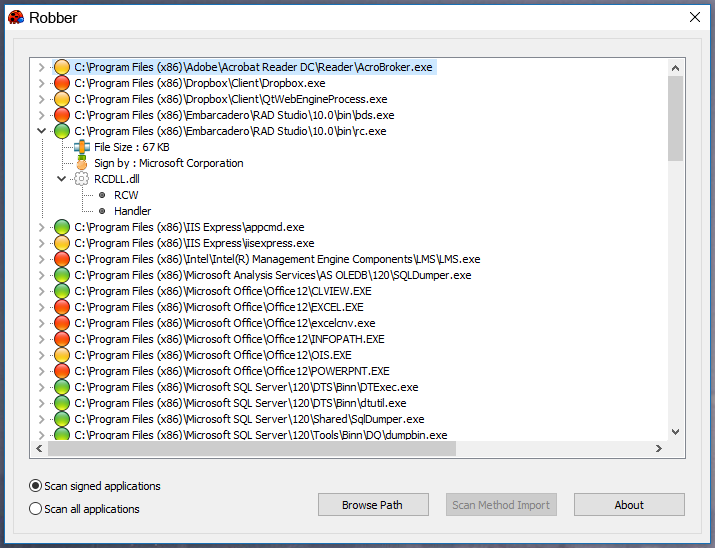 Robber
C:\Program Files (x86)\Adobe\Acrobat Reader DC\Reader\AcroBroker.exe
C:\Program Files (x86)\Dropbox\Client\Dropbox.exe
C:\Program Files (x86)\Dropbox\Client\QtWebEngineProcess.exe
C:\Program Files (x86)\Embarcadero\RAD Studio\10.0\bin\bds.exe
C:\Program Files (x86)\Embarcadero\RAD Studio\10.0\bin\rc.exe
File Size : 67 KB
Sign by : Microsoft Corporation
RCDLL.dll
RCW
Handler
C:\Program Files (x86)\IIS Express\appcmd.exe
C:\Program Files (x86)\IIS Express\iisexpress.exe
C:\Program Files (x86)\Intel\Intel(R) Management Engine Components\LMS\LMS.exe
C:\Program Files (x86)\Microsoft Analysis Services\AS OLEDB\120\SQLDumper.exe
C:\Program Files (x86)\Microsoft Office\Office12\CLVIEW.EXE
C:\Program Files (x86)\Microsoft Office\Office12\EXCEL.EXE
C:\Program Files (x86)\Microsoft Office\Office12\excelcnv.exe
C:\Program Files (x86)\Microsoft Office\Office12\INFOPATH.EXE
C:\Program Files (x86)\Microsoft Office\Office12\OIS.EXE
C:\Program Files (x86)\Microsoft Office\Office12\POWERPNT.EXE
C:\Program Files (x86)\Microsoft SQL Server\120\DTS\Binn\DTExec.exe
C:\Program Files (x86)\Microsoft SQL Server\120\DTS\Binn\dtutil.exe
C:\Program Files (x86)\Microsoft SQL Server\120\Shared\SqlDumper.exe
C:\Program Files (x86)\Microsoft SQL Server\120\Tools\Binn\DQ\dumpbin.exe
Scan signed applications
Scan all applications
Browse Path
Scan Method Import
About